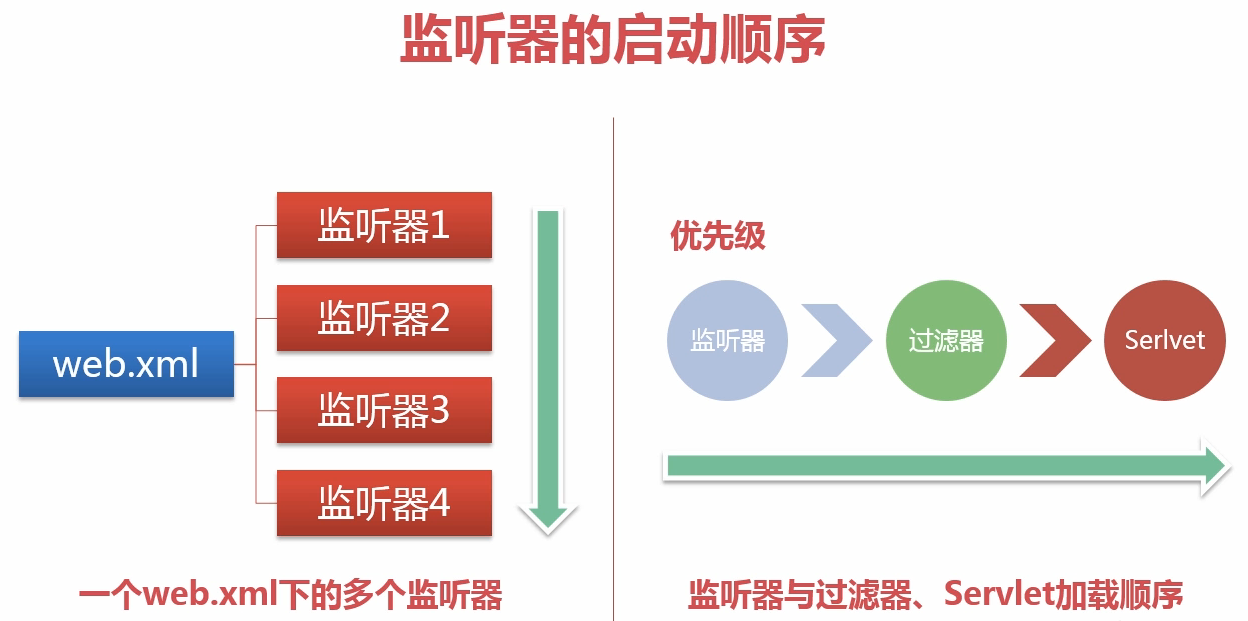 监听器的启动顺序
web.xml
监听器1
监听器2
监听器3
监听器4
一个web.xml下的多个监听器
优先级
监听器
过滤器
Serlvet
监听器与过滤器、Servlet加载顺序